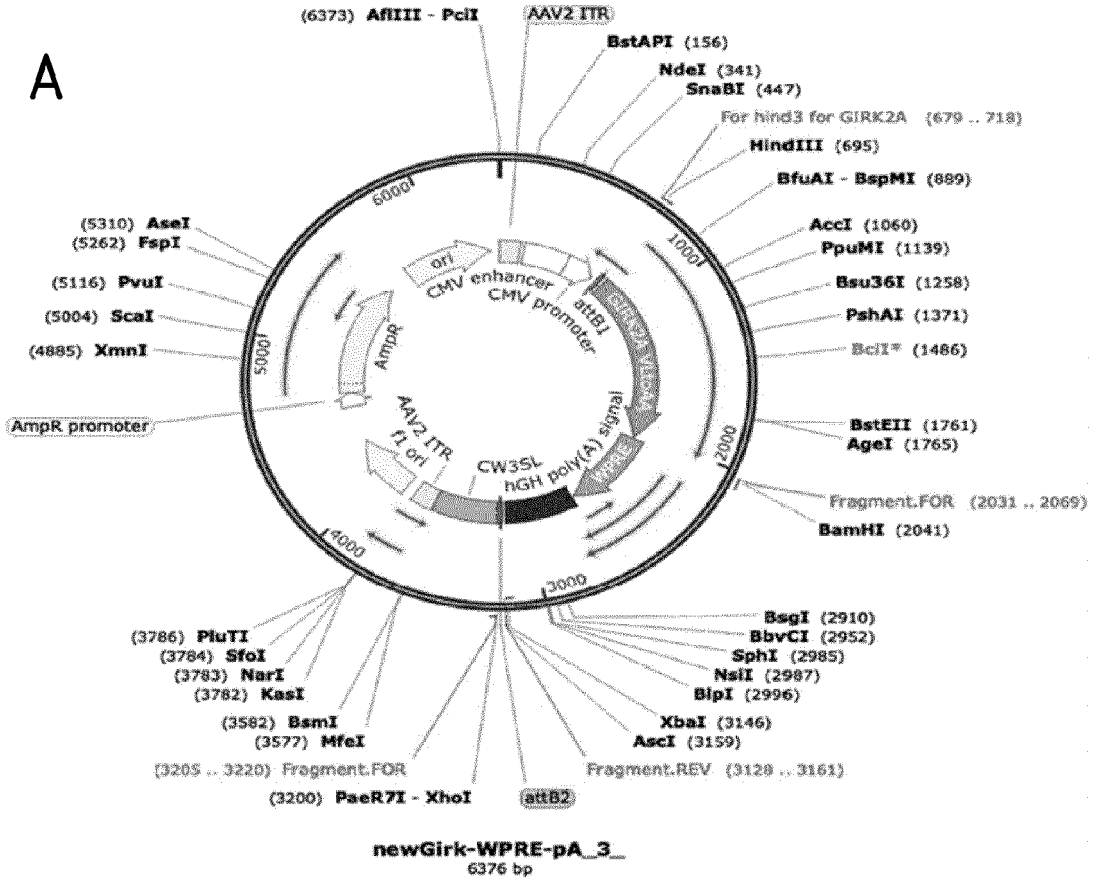 A
(6373) AflIII - PciI
AAV2 ITR
BstAPI (156)
NdeI (341)
SnaBI (447)
For hind3 for GIRK2A (679 .. 718)
HindIII (695)
BfuAI - BspMI (889)
AccI (1060)
PpuMI (1139)
Bsu36I (1258)
PshAI (1371)
BciI* (1486)
BstEII (1761)
AgeI (1765)
Fragment.FOR (2031 .. 2069)
BamHI (2041)
BsgI (2910)
BbvCI (2952)
SphI (2985)
NsiI (2987)
BlpI (2996)
XbaI (3146)
AscI (3159)
Fragment.REV (3128 .. 3161)
attB2
(3200) PaeR7I - XhoI
(3205 .. 3220) Fragment.FOR
(3577) MfeI
(3582) BsmI
(3782) KasI
(3783) NarI
(3784) SfoI
(3786) PluTI
AmpR promoter
(4885) XmnI
(5004) ScaI
(5116) PvuI
(5262) FspI
(5310) AseI
1000
2000
3000
4000
5000
6000
ori
CMV enhancer
CMV promoter
attB1
WPRE
hGH poly(A) signal
CW3SL
AAV2 ITR
f1 ori
AmpR
newGirk-WPRE-pA_3_
6376 bp